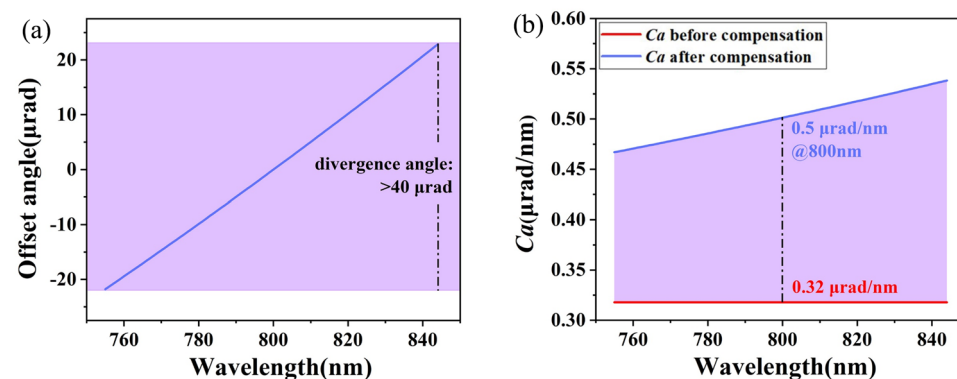 (a)
20
10
0
-10
-20
Offset angle(μrad)
divergence angle:
>40 μrad
760
780
800
820
840
Wavelength(nm)
(b)
0.60
0.55
0.50
0.45
0.40
0.35
0.30
Ca(μrad/nm)
Ca before compensation
Ca after compensation
0.5 μrad/nm
@800nm
0.32 μrad/nm
760
780
800
820
840
Wavelength(nm)